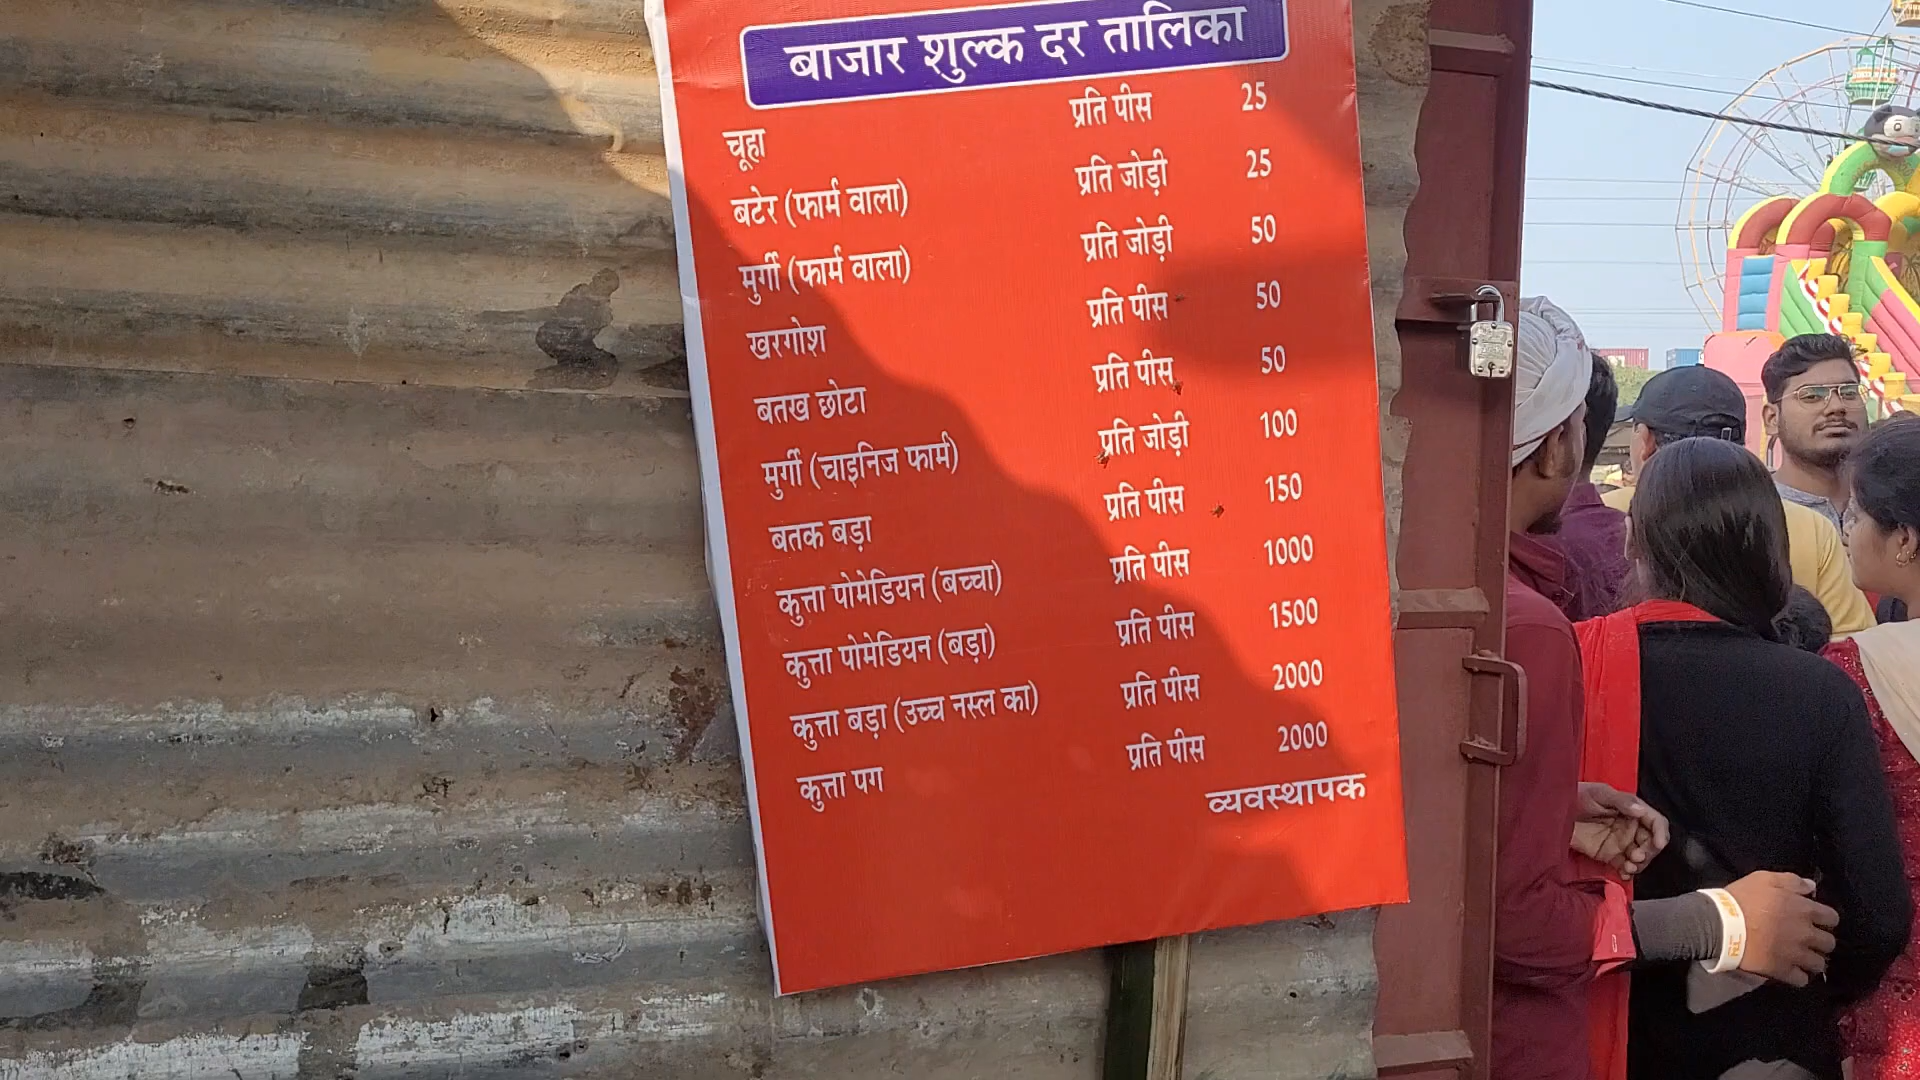 बाजार शुल्क दर तालिका
चूहा प्रति पीस 25
बटेर (फार्म वाला) प्रति जोड़ी 25
मुर्गी (फार्म वाला) प्रति जोड़ी 50
खरगोश प्रति पीस 50
बतख छोटा प्रति पीस 50
मुर्गी (चाइनिज फार्म) प्रति जोड़ी 100
बतक बड़ा प्रति पीस 150
कुत्ता पोमेडियन (बच्चा) प्रति पीस 1000
कुत्ता पोमेडियन (बड़ा) प्रति पीस 1500
कुत्ता बड़ा (उच्च नस्ल का) प्रति पीस 2000
कुत्ता पग प्रति पीस 2000
व्यवस्थापक